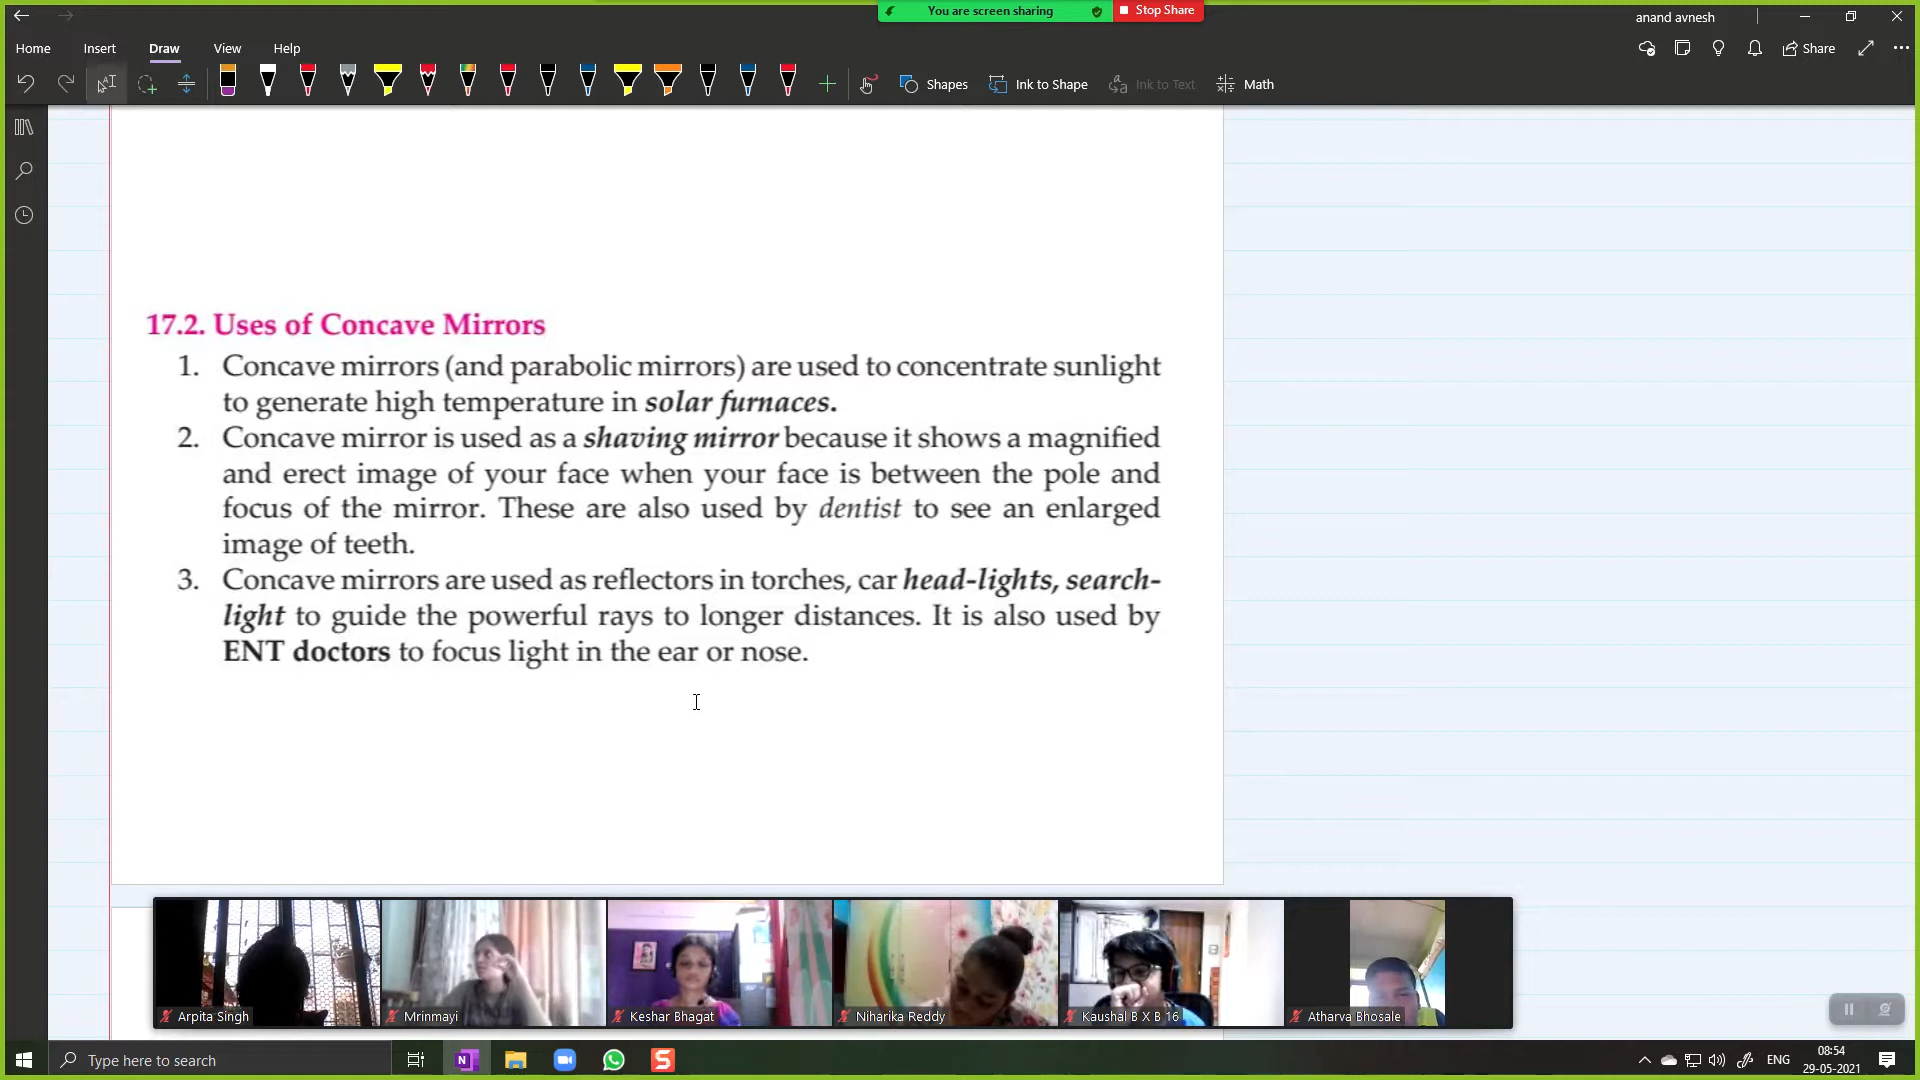 You are screen sharing
Stop Share
anand avnesh
Home Insert Draw View Help
Share
Shapes
Ink to Shape
Ink to Text
Math
17.2. Uses of Concave Mirrors
1. Concave mirrors (and parabolic mirrors) are used to concentrate sunlight
to generate high temperature in solar furnaces.
2. Concave mirror is used as a shaving mirror because it shows a magnified
and erect image of your face when your face is between the pole and
focus of the mirror. These are also used by dentist to see an enlarged
image of teeth.
3. Concave mirrors are used as reflectors in torches, car head-lights, search-
light to guide the powerful rays to longer distances. It is also used by
ENT doctors to focus light in the ear or nose.
Arpita Singh
Mrinmayi
Keshar Bhagat
Niharika Reddy
Kaushal B X B 16
Atharva Bhosale
Type here to search
N
S
ENG
08:54
29-05-2021